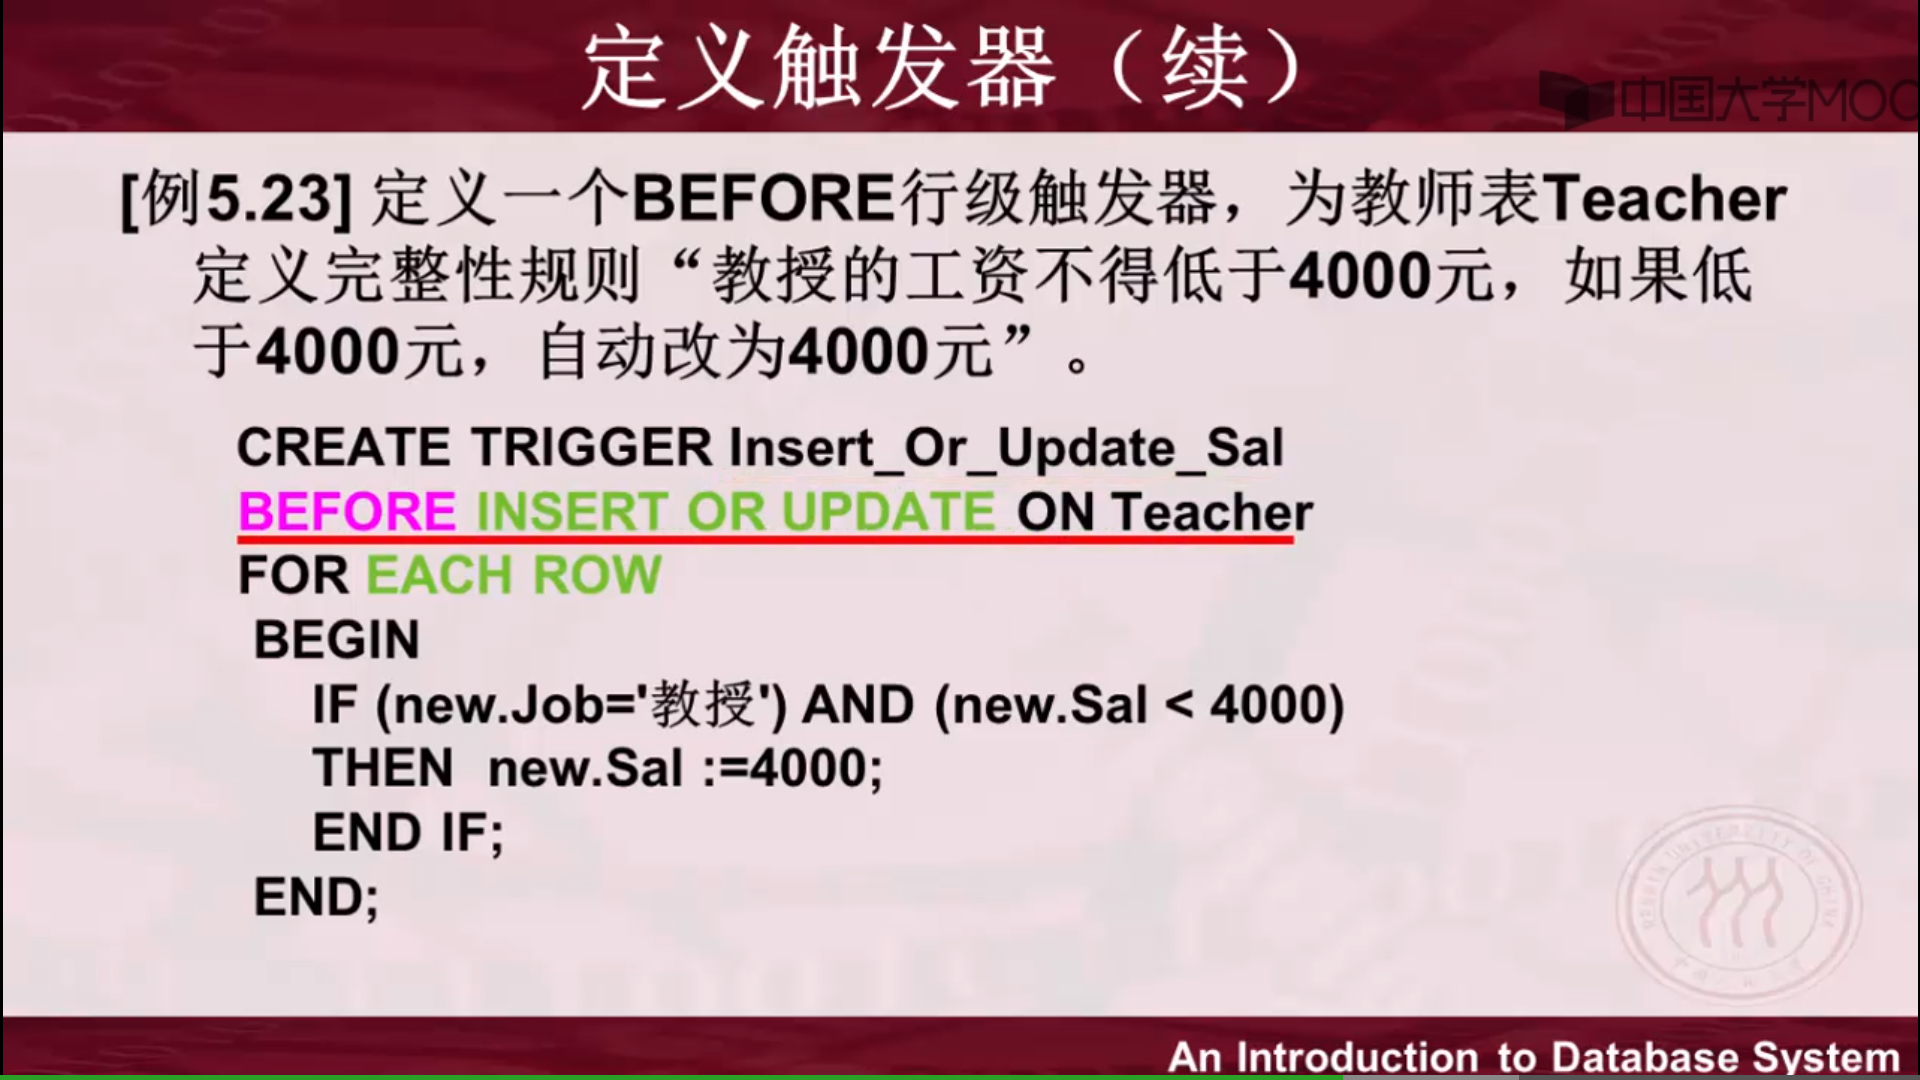 定义触发器（续）
中国大学MOO
[例5.23] 定义一个BEFORE行级触发器，为教师表Teacher
定义完整性规则“教授的工资不得低于4000元，如果低
于4000元，自动改为4000元”。
CREATE TRIGGER Insert_Or_Update_Sal
BEFORE INSERT OR UPDATE ON Teacher
FOR EACH ROW
BEGIN
IF (new.Job='教授') AND (new.Sal < 4000)
THEN new.Sal :=4000;
END IF;
END;
An Introduction to Database System